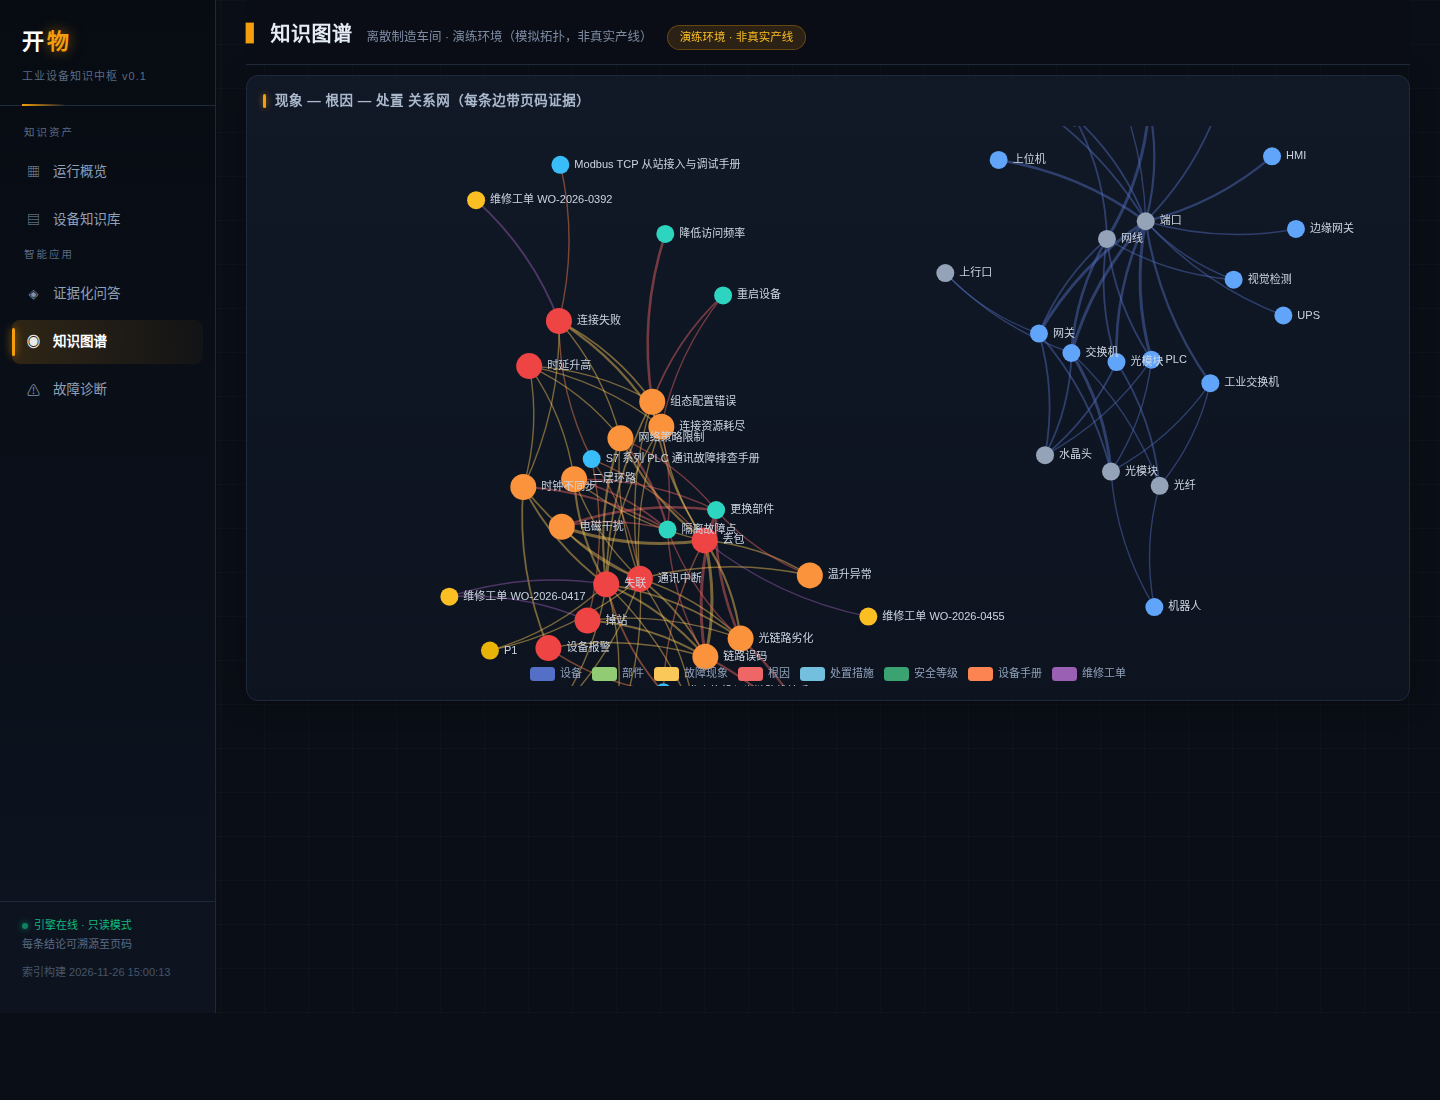 开物
工业设备知识中枢 v0.1
知识资产
运行概览
设备知识库
智能应用
证据化问答
知识图谱
故障诊断
引擎在线 · 只读模式
每条结论可溯源至页码
索引构建 2026-11-26 15:00:13
知识图谱 离散制造车间 · 演练环境（模拟拓扑，非真实产线） 演练环境 · 非真实产线
现象 — 根因 — 处置 关系网（每条边带页码证据）
Modbus TCP 从站接入与调试手册
维修工单 WO-2026-0392
降低访问频率
重启设备
连接失败
时延升高
组态配置错误
连接资源耗尽
网络策略限制
S7 系列 PLC 通讯故障排查手册
二层环路
时钟不同步
更换部件
电磁干扰
隔离故障点
丢包
温升异常
失联
通讯中断
维修工单 WO-2026-0417
维修工单 WO-2026-0455
掉站
光链路劣化
设备报警
P1
链路误码
上位机
HMI
端口
边缘网关
网线
上行口
视觉检测
UPS
网关
交换机
光模块
PLC
工业交换机
水晶头
光模块
光纤
机器人
设备 部件 故障现象 根因 处置措施 安全等级 设备手册 维修工单